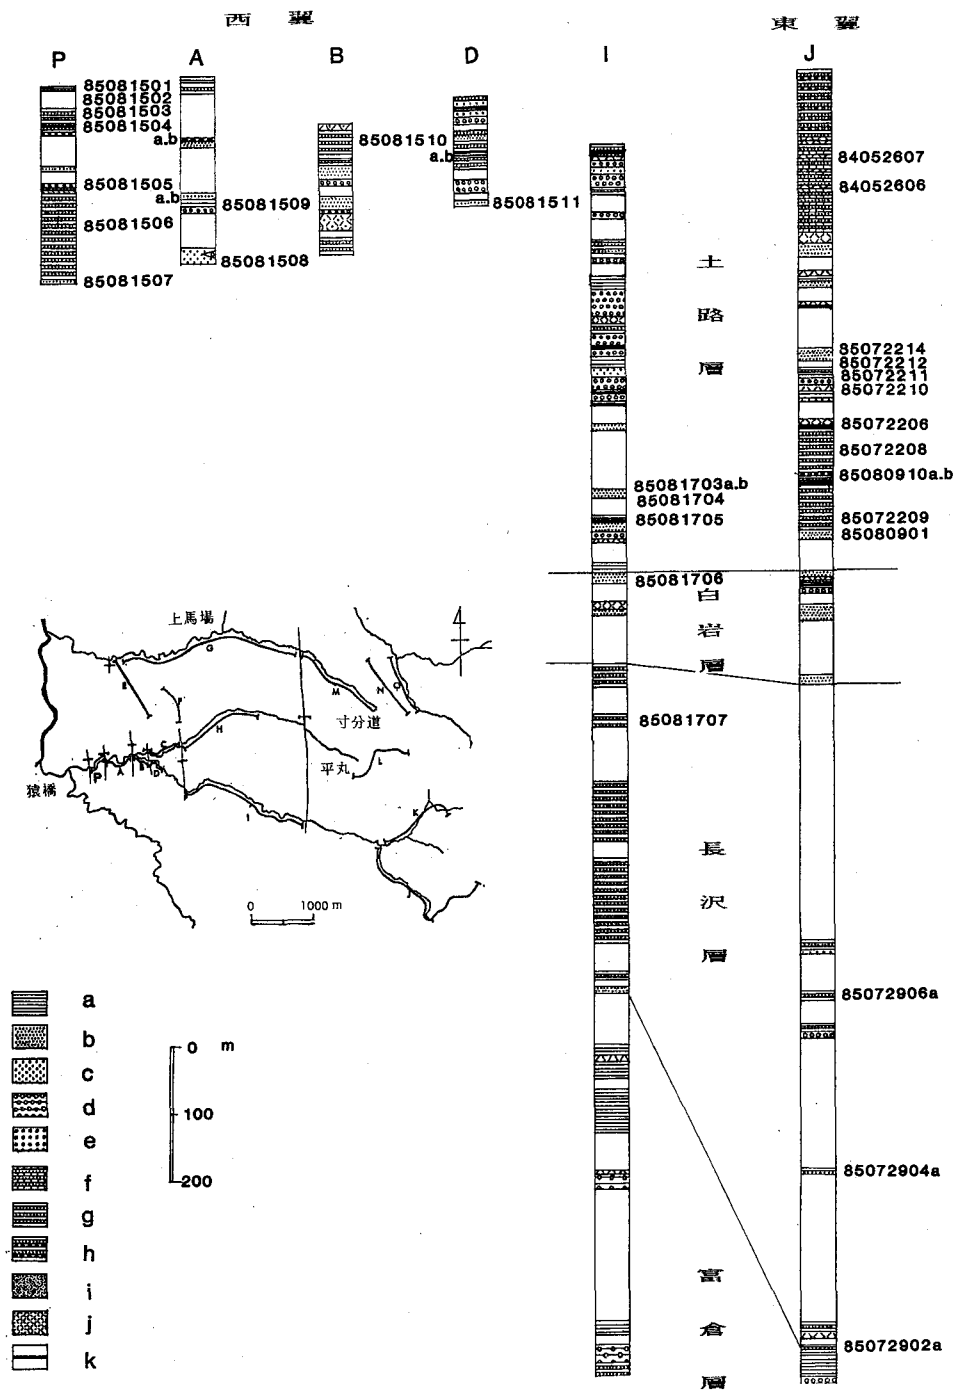 西翼
東翼
P
A
B
D
I
J
85081501
85081502
85081503
85081504
85081505
85081506
85081507
a.b
a.b
85081509
85081508
85081510
a.b
85081511
84052607
84052606
85072214
85072212
85072211
85072210
85072206
85072208
85080910a.b
85072209
85080901
85081703a.b
85081704
85081705
85081706
85081707
85072906a
85072904a
85072902a
土路層
白岩層
長沢層
富倉層
上馬場
寸分道
平丸
猿橋
G
E
F
M
N
O
H
C
P
A
B
D
L
I
K
J
0 1000 m
a
b
c
d
e
f
g
h
i
j
k
0 m
100
200